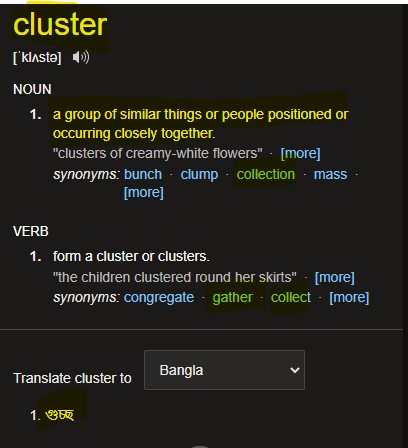 cluster
[ˈklʌstə]
NOUN
1. a group of similar things or people positioned or
occurring closely together.
"clusters of creamy-white flowers" · [more]
synonyms: bunch · clump · collection · mass ·
[more]
VERB
1. form a cluster or clusters.
"the children clustered round her skirts" · [more]
synonyms: congregate · gather · collect · [more]
Translate cluster to Bangla
1. গুচ্ছ